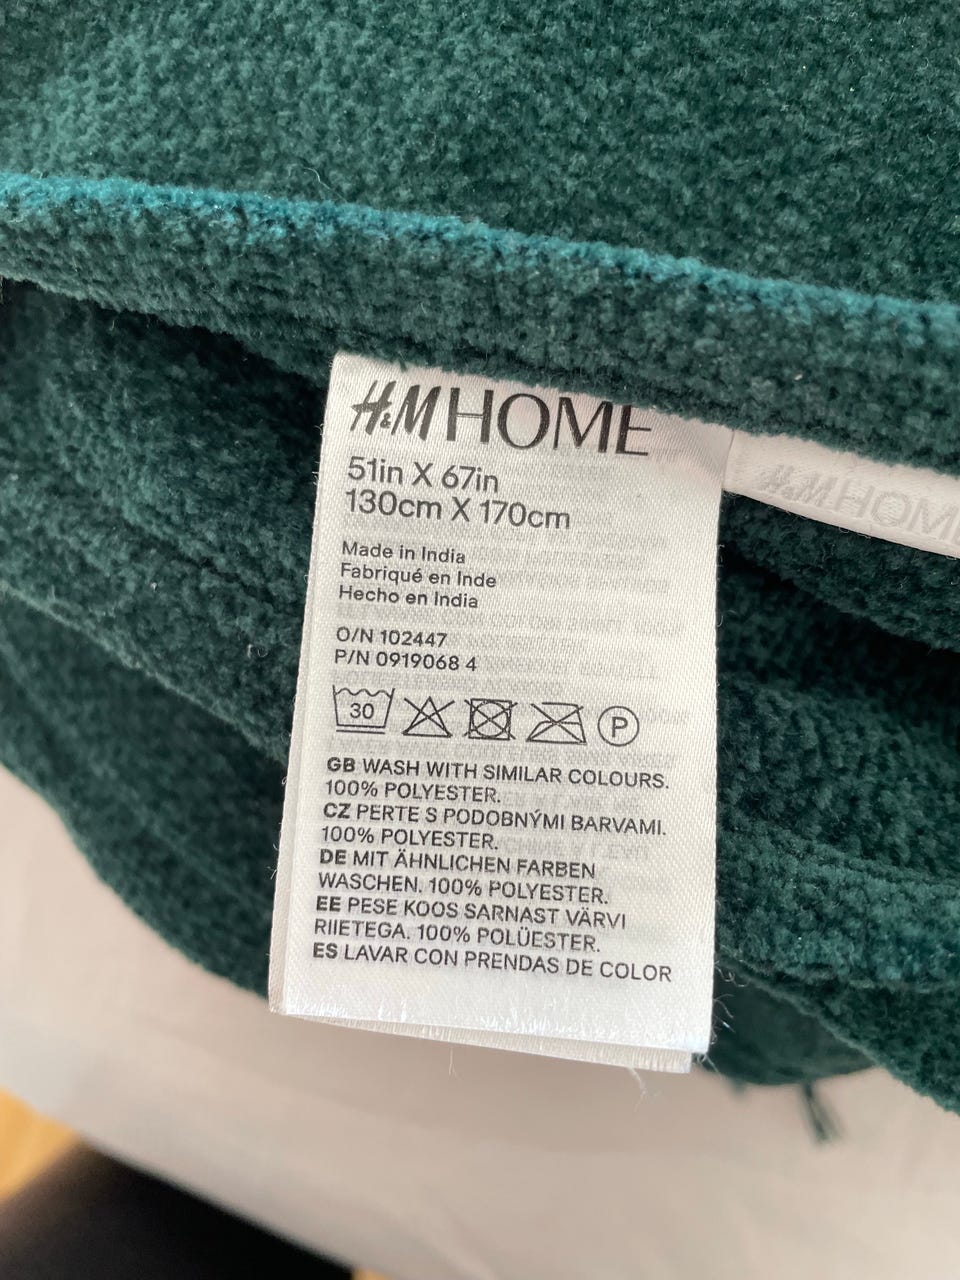 H&M HOME
51in X 67in
130cm X 170cm
Made in India
Fabriqué en Inde
Hecho en India
O/N 102447
P/N 0919068 4
30 P
GB WASH WITH SIMILAR COLOURS.
100% POLYESTER.
CZ PERTE S PODOBNÝMI BARVAMI.
100% POLYESTER.
DE MIT ÄHNLICHEN FARBEN
WASCHEN. 100% POLYESTER.
EE PESE KOOS SARNAST VÄRVI
RIIETEGA. 100% POLÜESTER.
ES LAVAR CON PRENDAS DE COLOR
H&M HOM